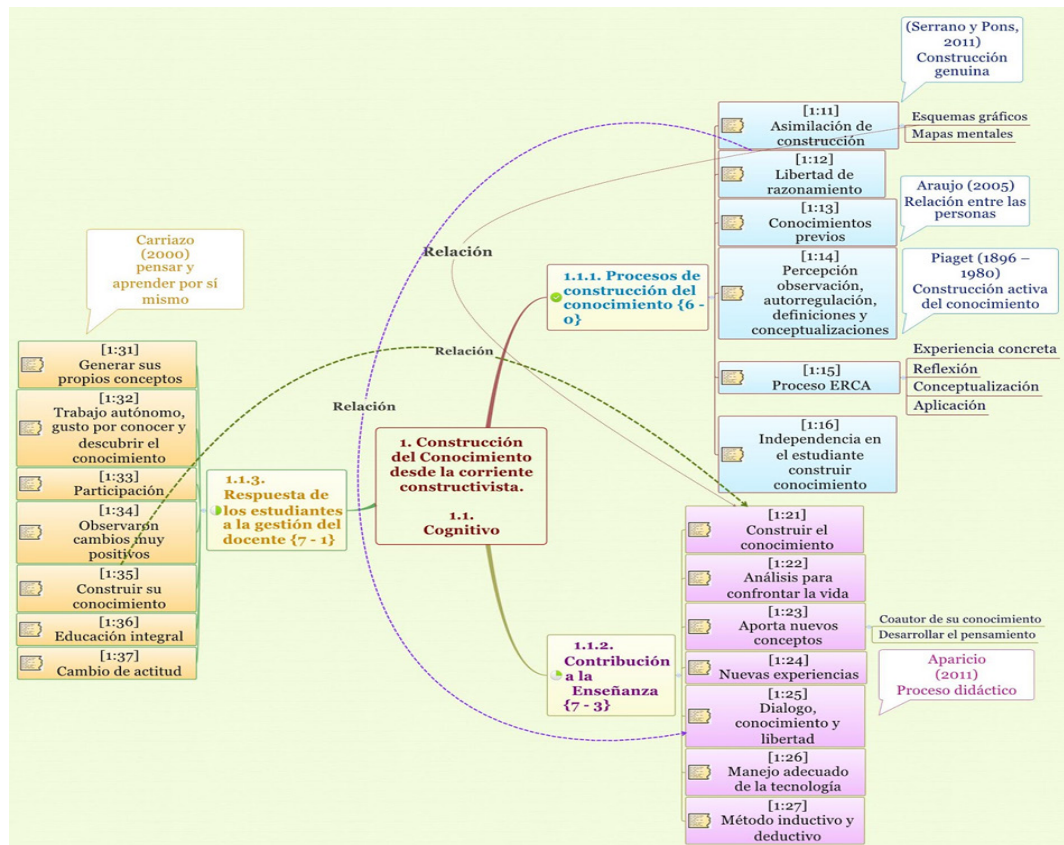 (Serrano y Pons,
2011)
Construcción
genuina
[1:11]
Asimilación de
construcción
Esquemas gráficos
Mapas mentales
[1:12]
Libertad de
razonamiento
[1:13]
Conocimientos
previos
Araujo (2005)
Relación entre las
personas
[1:14]
Percepción
observación,
autorregulación,
definiciones y
conceptualizaciones
Piaget (1896 –
1980)
Construcción activa
del conocimiento
1.1.1. Procesos de
construcción del
conocimiento {6 -
0}
[1:15]
Proceso ERCA
Experiencia concreta
Reflexión
Conceptualización
Aplicación
[1:16]
Independencia en
el estudiante
construir
conocimiento
Relación
Relación
Relación
Carriazo
(2000)
pensar y
aprender por sí
mismo
[1:31]
Generar sus
propios conceptos
[1:32]
Trabajo autónomo,
gusto por conocer y
descubrir el
conocimiento
[1:33]
Participación
[1:34]
Observaron
cambios muy
positivos
[1:35]
Construir su
conocimiento
[1:36]
Educación integral
[1:37]
Cambio de actitud
1.1.3.
Respuesta de
los estudiantes
a la gestión del
docente {7 - 1}
1. Construcción
del Conocimiento
desde la corriente
constructivista.
1.1.
Cognitivo
1.1.2.
Contribución
a la
Enseñanza
{7 - 3}
[1:21]
Construir el
conocimiento
[1:22]
Análisis para
confrontar la vida
[1:23]
Aporta nuevos
conceptos
Coautor de su conocimiento
Desarrollar el pensamiento
[1:24]
Nuevas experiencias
Aparicio
(2011)
Proceso didáctico
[1:25]
Dialogo,
conocimiento y
libertad
[1:26]
Manejo adecuado
de la tecnología
[1:27]
Método inductivo y
deductivo